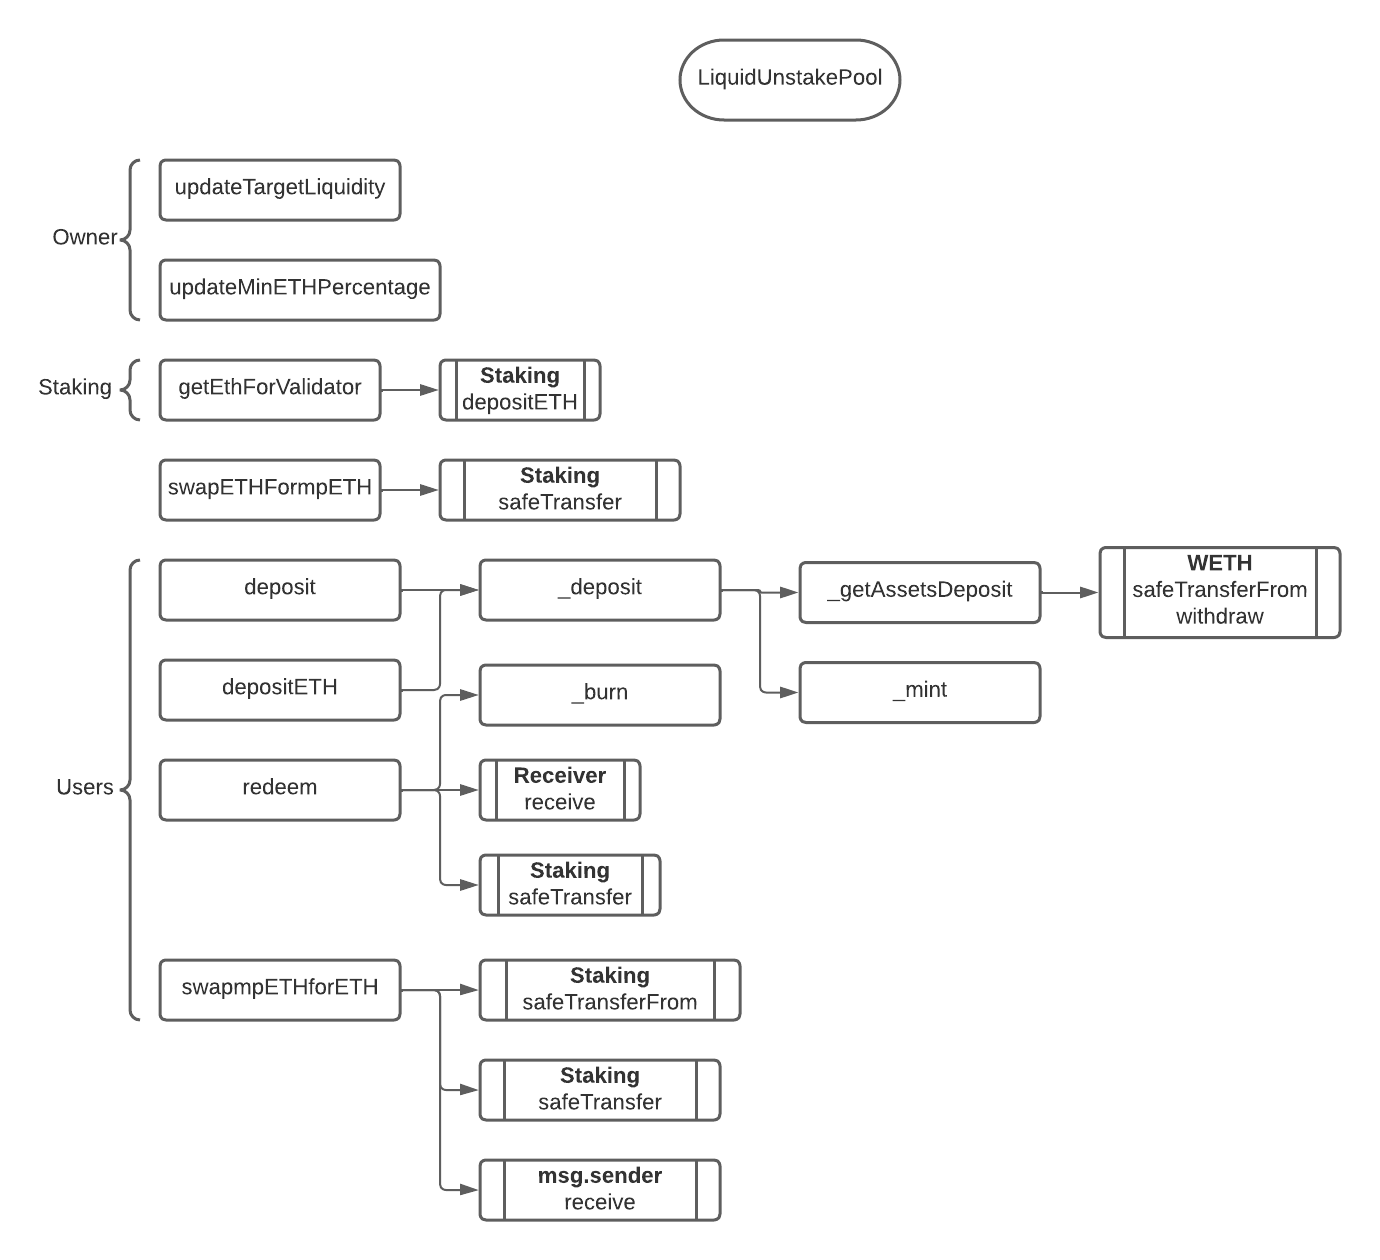 LiquidUnstakePool
Owner
updateTargetLiquidity
updateMinETHPercentage
Staking
getEthForValidator
Staking
depositETH
swapETHFormpETH
Staking
safeTransfer
Users
deposit
_deposit
_getAssetsDeposit
WETH
safeTransferFrom
withdraw
depositETH
_burn
_mint
redeem
Receiver
receive
Staking
safeTransfer
swapmpETHforETH
Staking
safeTransferFrom
Staking
safeTransfer
msg.sender
receive